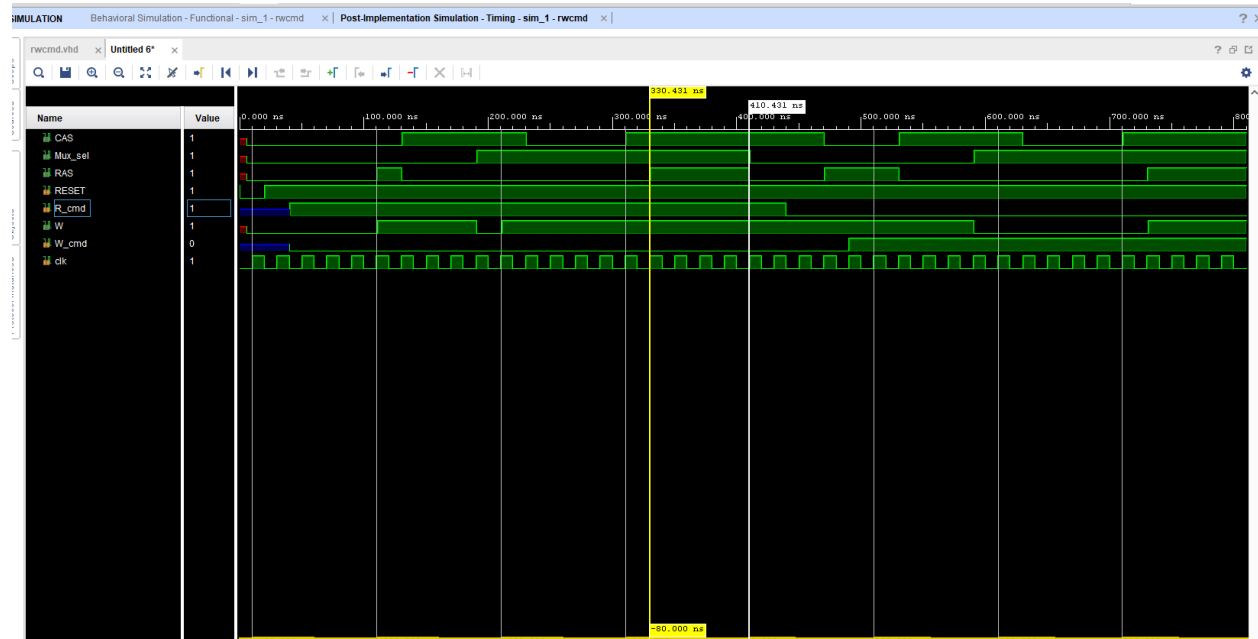 SIMULATION Behavioral Simulation - Functional - sim_1 - rwcmd × Post-Implementation Simulation - Timing - sim_1 - rwcmd × ?
rwcmd.vhd × Untitled 6* × ?
330.431 ns
410.431 ns
Name Value 0.000 ns 100.000 ns 200.000 ns 300.000 ns 400.000 ns 500.000 ns 600.000 ns 700.000 ns 800
CAS 1
Mux_sel 1
RAS 1
RESET 1
R_cmd 1
W 1
W_cmd 0
clk 1
-80.000 ns